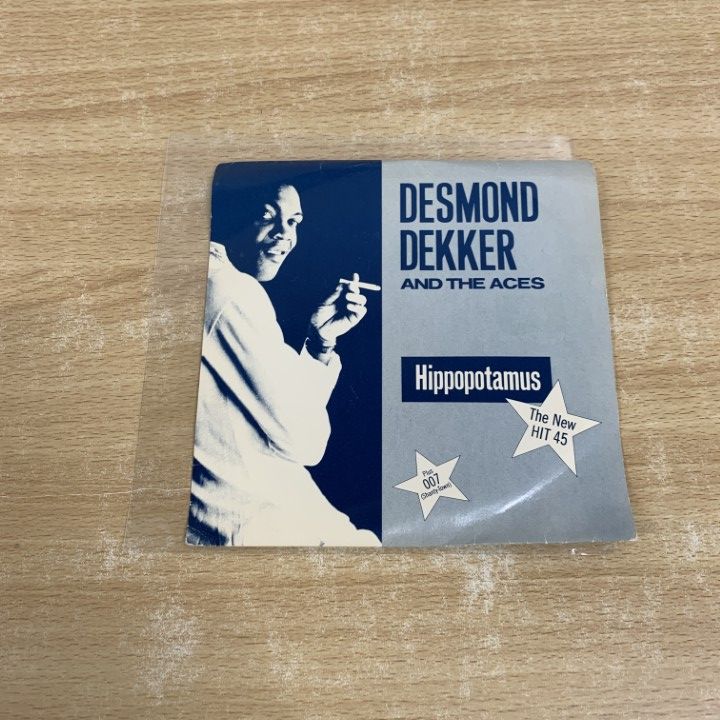 DESMOND
DEKKER
AND THE ACES
Hippopotamus
The New
HIT 45
Plus
007
(Shanty Town)